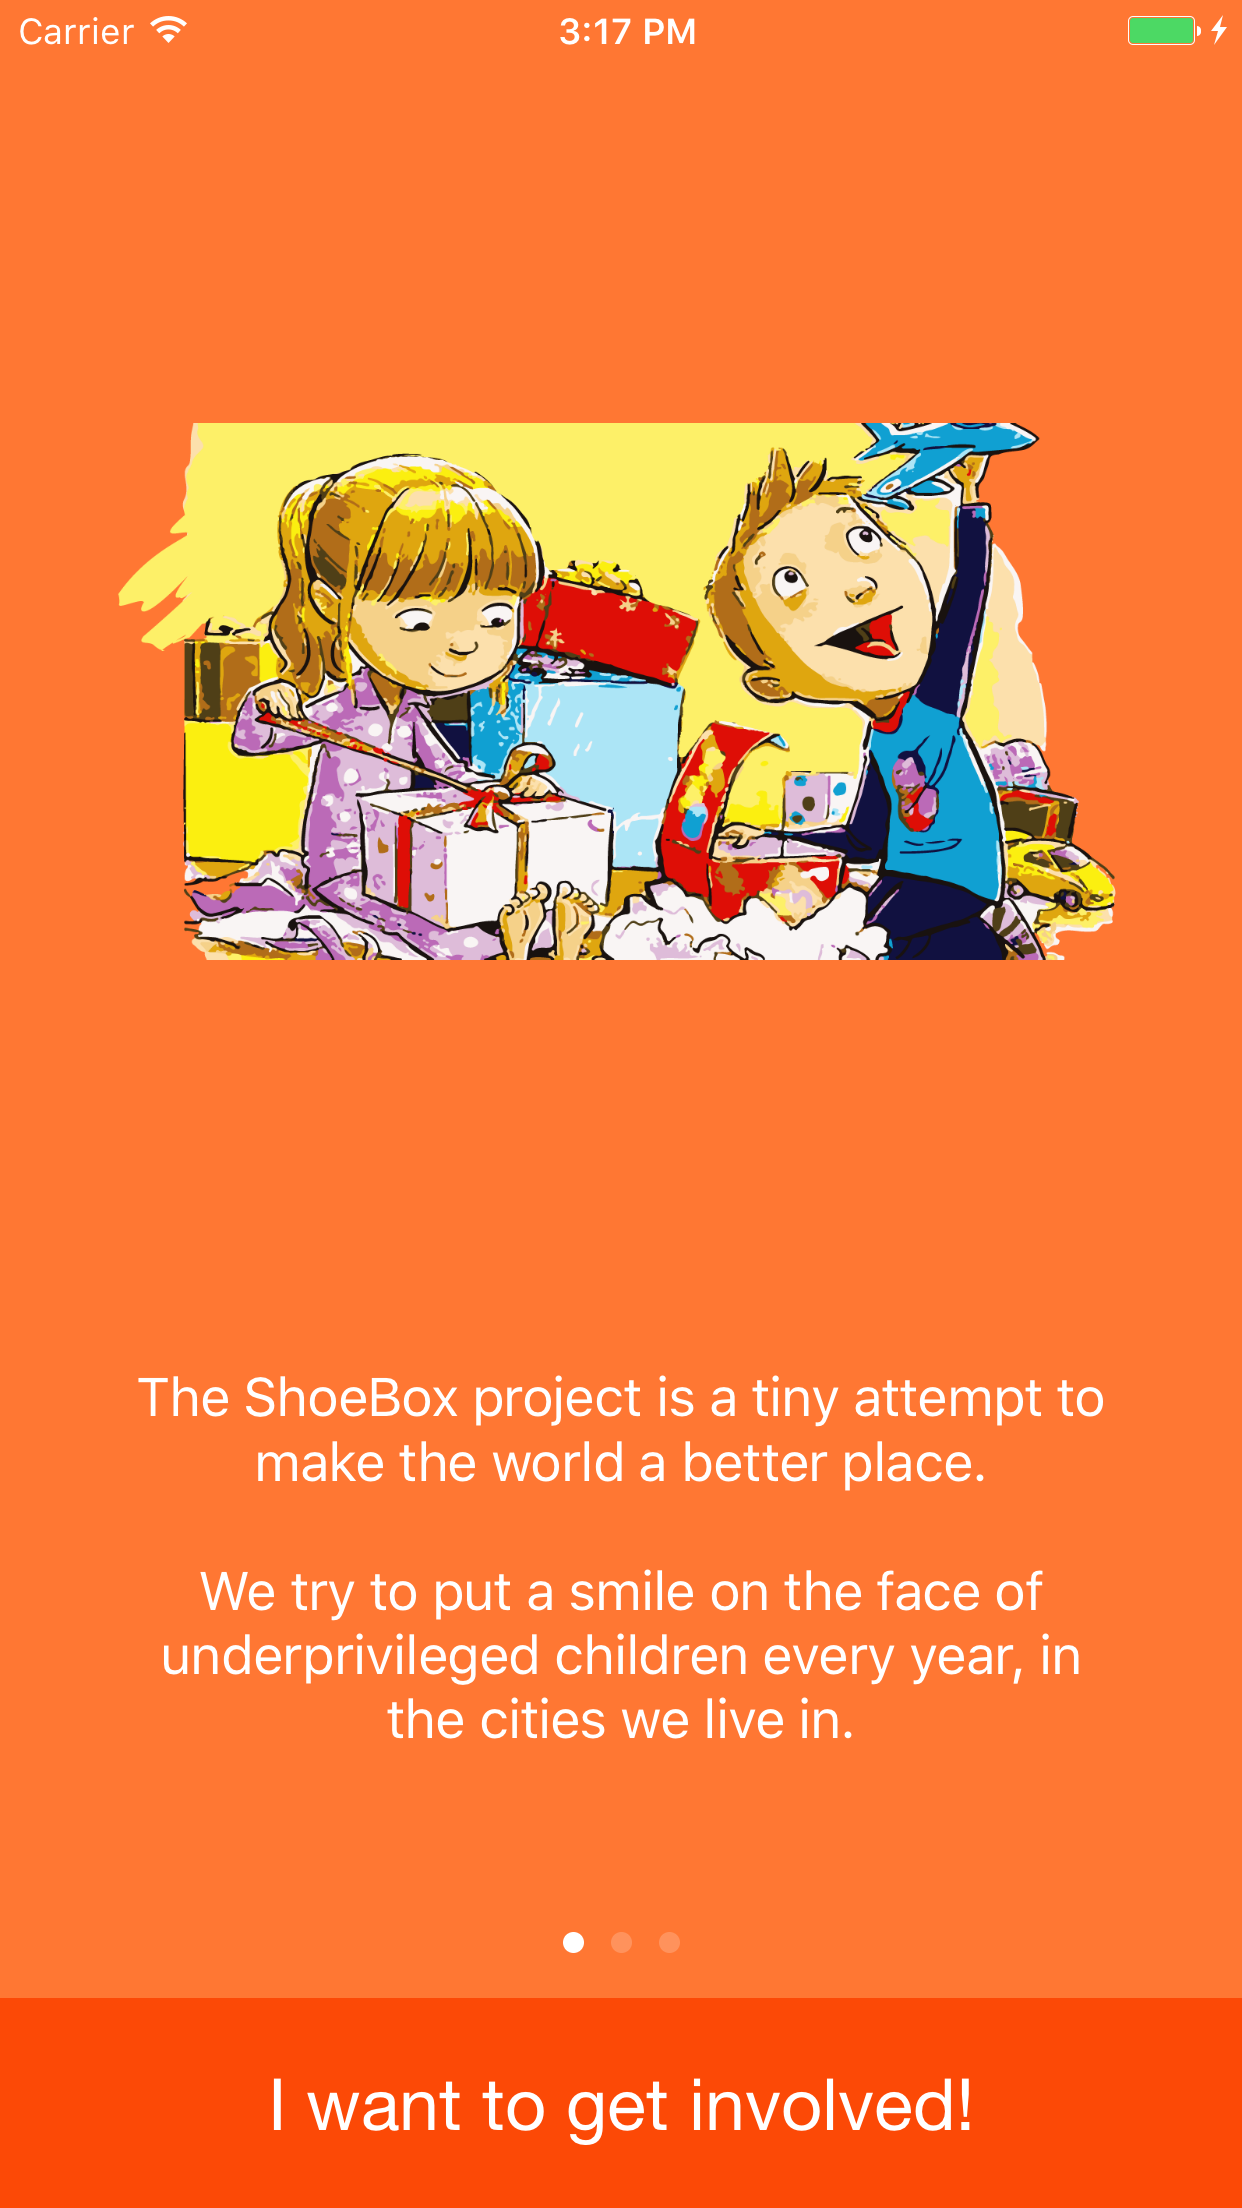 Carrier 3:17 PM
The ShoeBox project is a tiny attempt to
make the world a better place.
We try to put a smile on the face of
underprivileged children every year, in
the cities we live in.
I want to get involved!